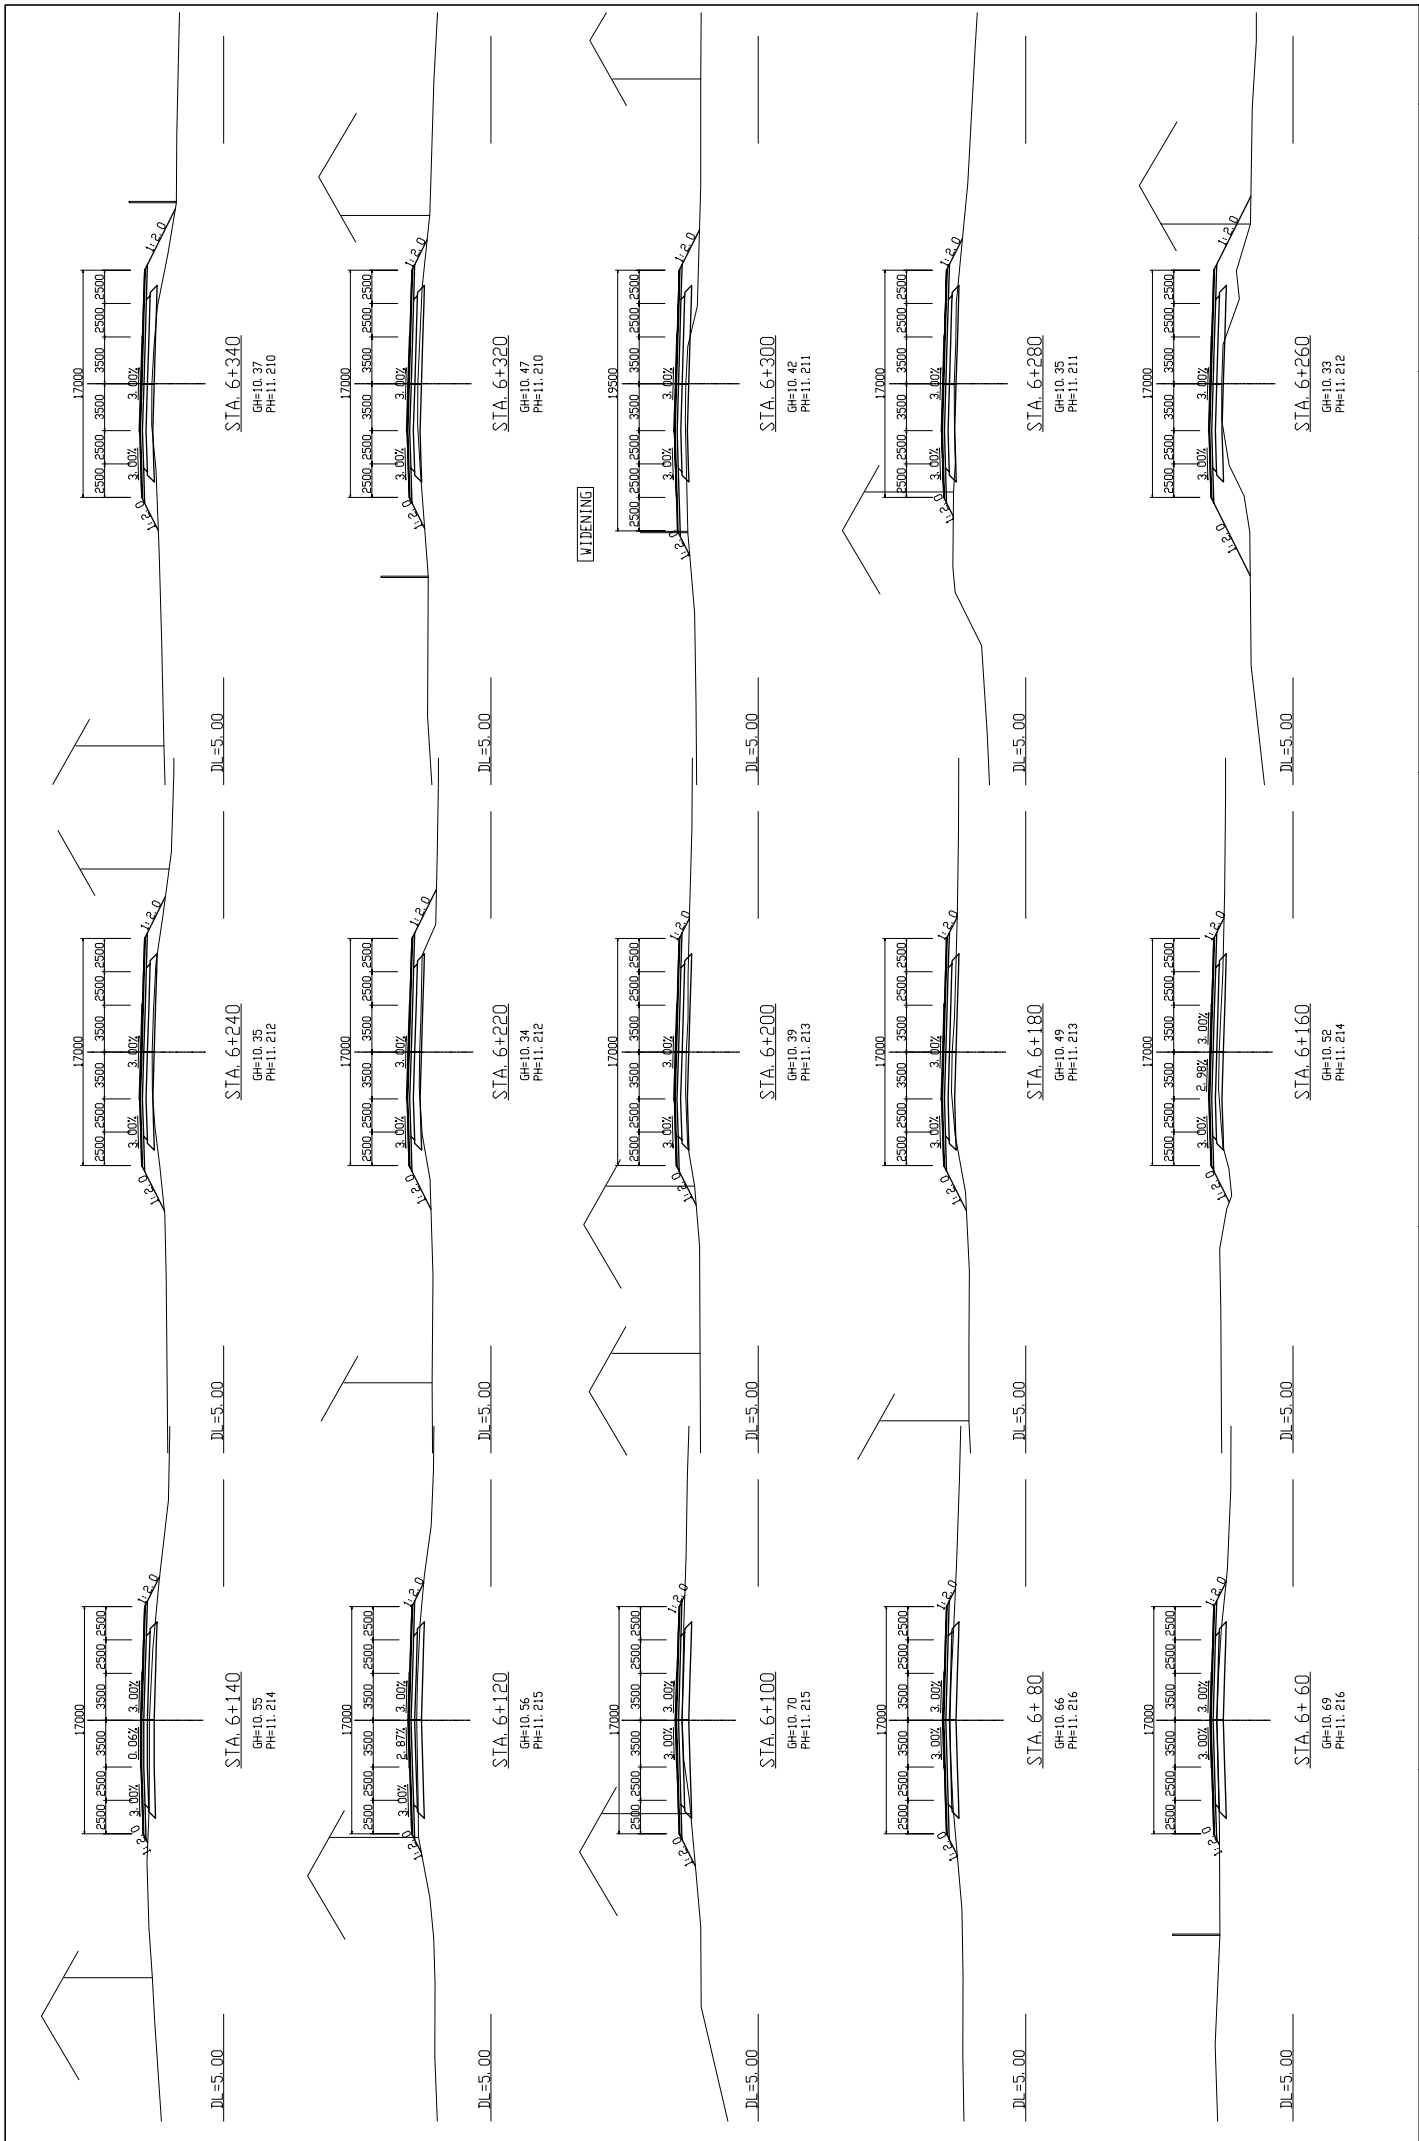 17000
2500 2500 3500 3500 2500 2500
3.00% 0.06% 3.00%
1:2.0 1:2.0
STA. 6+140
GH=10.55
PH=11.214
DL=5.00
17000
2500 2500 3500 3500 2500 2500
3.00% 2.87% 3.00%
1:2.0 1:2.0
STA. 6+120
GH=10.56
PH=11.215
DL=5.00
17000
2500 2500 3500 3500 2500 2500
3.00% 3.00%
1:2.0 1:2.0
STA. 6+100
GH=10.70
PH=11.215
DL=5.00
17000
2500 2500 3500 3500 2500 2500
3.00% 3.00%
1:2.0 1:2.0
STA. 6+ 80
GH=10.66
PH=11.216
DL=5.00
17000
2500 2500 3500 3500 2500 2500
3.00% 3.00%
1:2.0 1:2.0
STA. 6+ 60
GH=10.69
PH=11.216
DL=5.00
17000
2500 2500 3500 3500 2500 2500
3.00% 3.00%
1:2.0 1:2.0
STA. 6+240
GH=10.35
PH=11.212
DL=5.00
17000
2500 2500 3500 3500 2500 2500
3.00% 3.00%
1:2.0 1:2.0
STA. 6+220
GH=10.34
PH=11.212
DL=5.00
17000
2500 2500 3500 3500 2500 2500
3.00% 3.00%
1:2.0 1:2.0
STA. 6+200
GH=10.39
PH=11.213
DL=5.00
17000
2500 2500 3500 3500 2500 2500
3.00% 3.00%
1:2.0 1:2.0
STA. 6+180
GH=10.49
PH=11.213
DL=5.00
17000
2500 2500 3500 3500 2500 2500
3.00% 2.98% 3.00%
1:2.0 1:2.0
STA. 6+160
GH=10.52
PH=11.214
DL=5.00
17000
2500 2500 3500 3500 2500 2500
3.00% 3.00%
1:2.0 1:2.0
STA. 6+340
GH=10.37
PH=11.210
DL=5.00
17000
2500 2500 3500 3500 2500 2500
3.00% 3.00%
1:2.0 1:2.0
STA. 6+320
GH=10.47
PH=11.210
DL=5.00
WIDENING
19500
2500 2500 3500 3500 2500 2500
3.00% 3.00%
1:2.0 1:2.0
STA. 6+300
GH=10.42
PH=11.211
DL=5.00
17000
2500 2500 3500 3500 2500 2500
3.00% 3.00%
1:2.0 1:2.0
STA. 6+280
GH=10.35
PH=11.211
DL=5.00
17000
2500 2500 3500 3500 2500 2500
3.00% 3.00%
1:2.0 1:2.0
STA. 6+260
GH=10.33
PH=11.212
DL=5.00